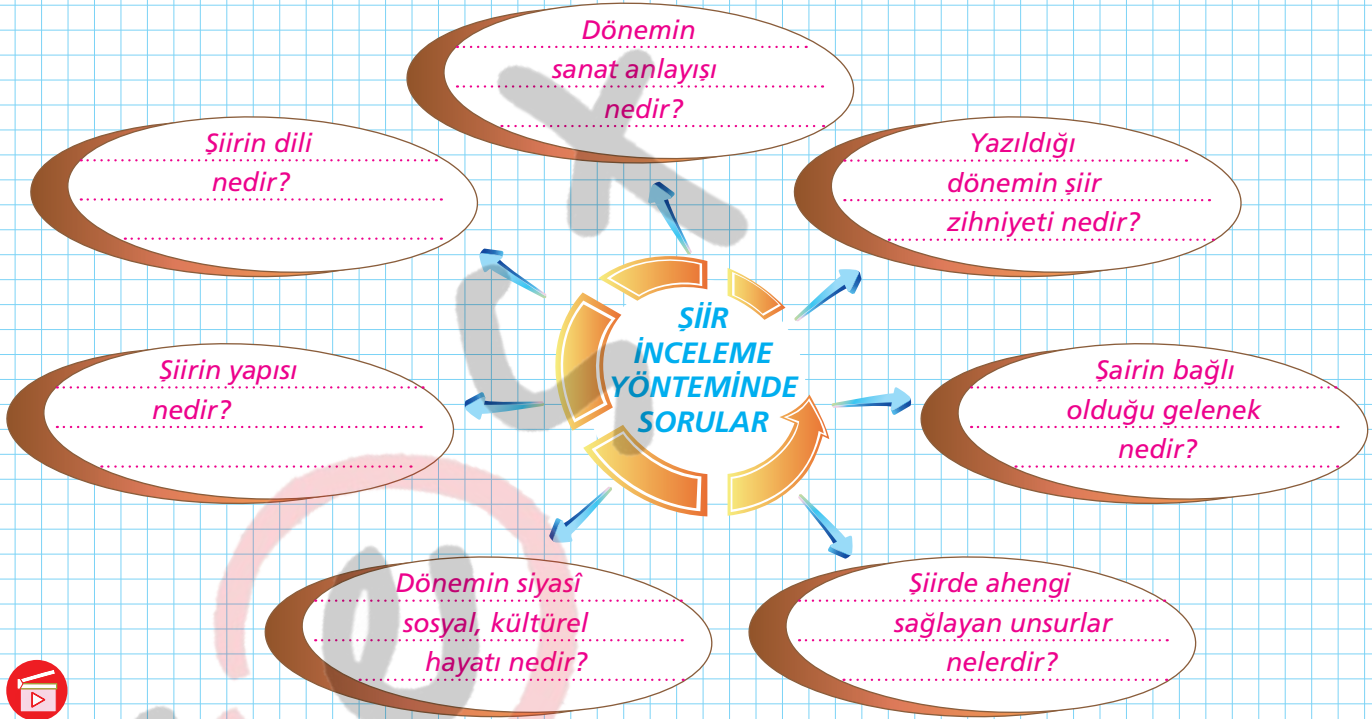 Dönemin
sanat anlayışı
nedir?
Şiirin dili
nedir?
Yazıldığı
dönemin şiir
zihniyeti nedir?
ŞİİR
İNCELEME
YÖNTEMİNDE
SORULAR
Şiirin yapısı
nedir?
Şairin bağlı
olduğu gelenek
nedir?
Dönemin siyasî
sosyal, kültürel
hayatı nedir?
Şiirde ahengi
sağlayan unsurlar
nelerdir?